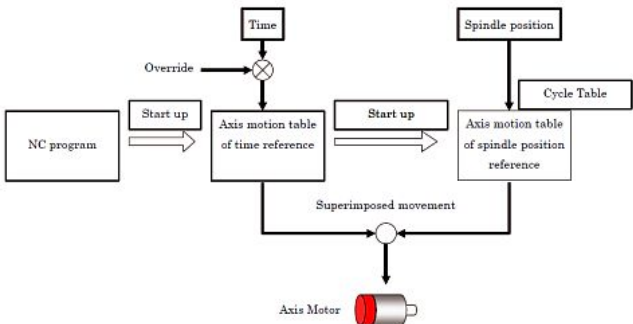 Time
Spindle position
Override
Cycle Table
Start up
Start up
NC program
Axis motion table
of time reference
Axis motion table
of spindle position
reference
Superimposed movement
Axis Motor